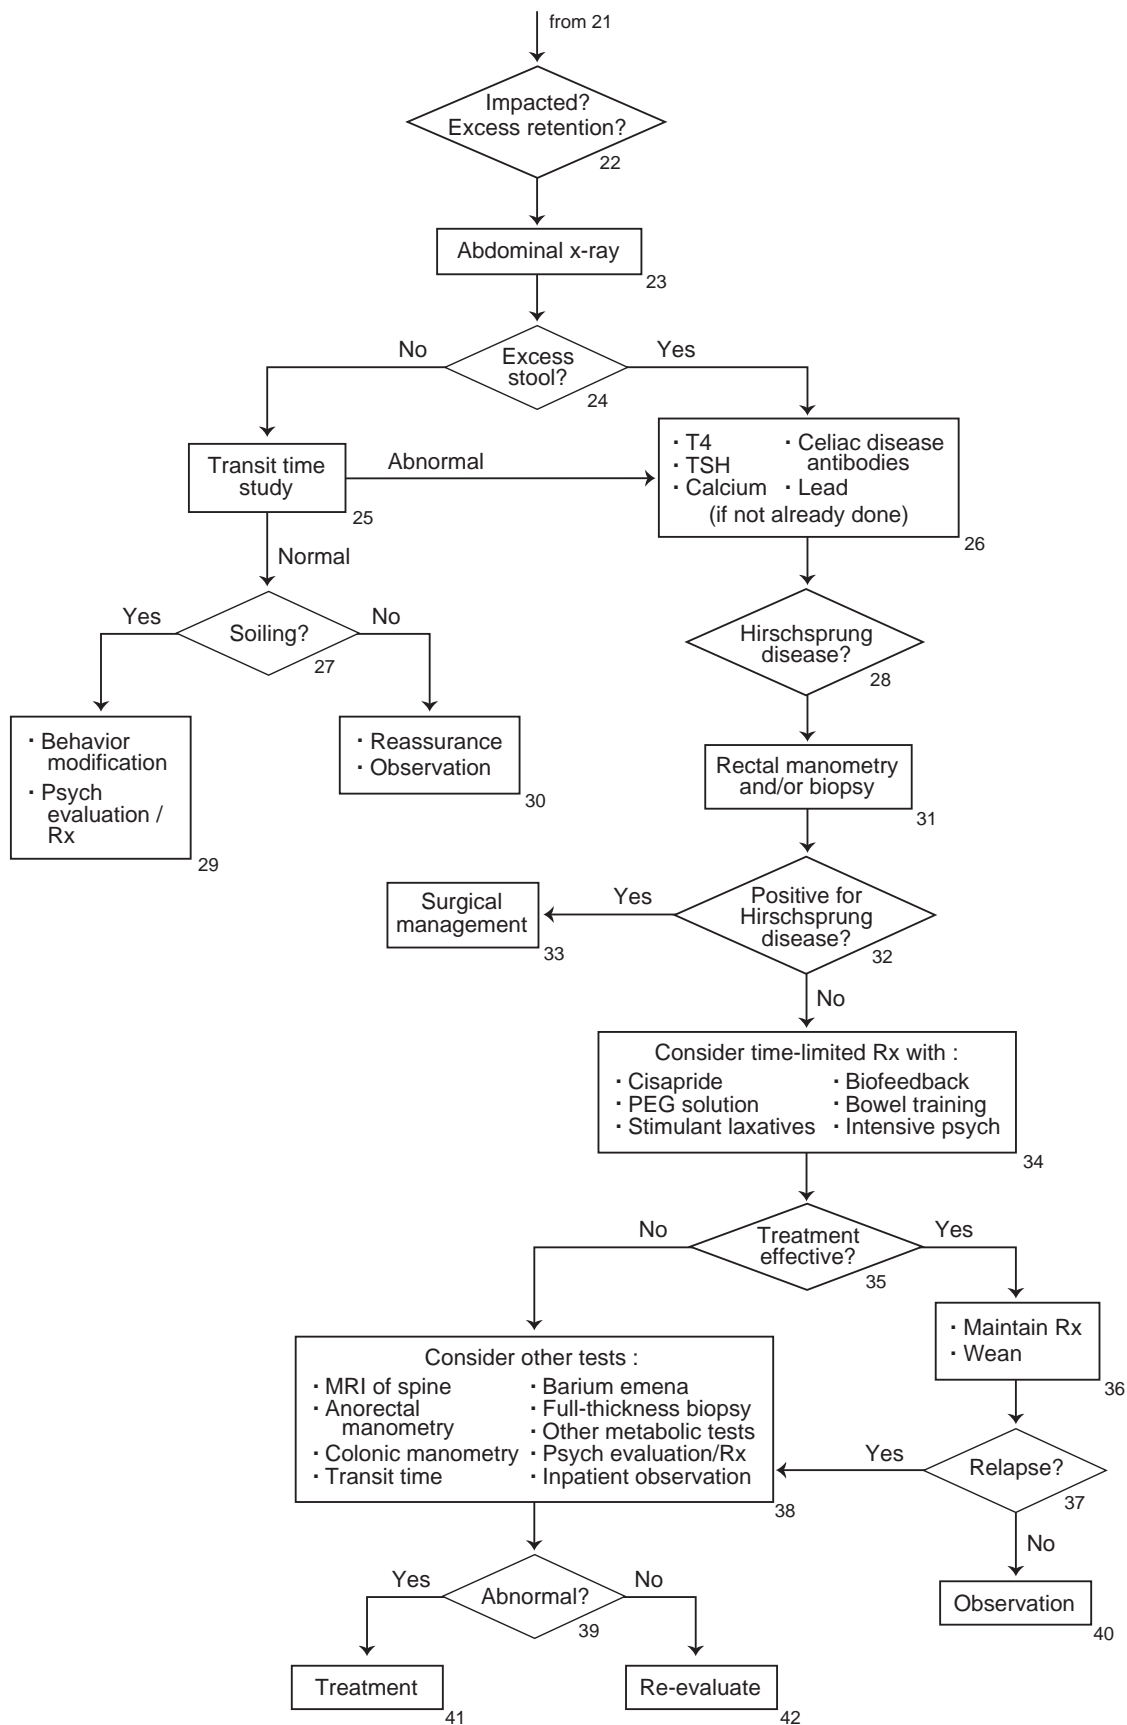 from 21
Impacted?
Excess retention?
22
Abdominal x-ray
23
No
Excess
stool?
Yes
24
Transit time
study
25
Abnormal
· T4
· TSH
· Calcium
· Celiac disease
antibodies
· Lead
(if not already done)
26
Normal
Yes
Soiling?
No
27
Hirschsprung
disease?
28
· Behavior
modification
· Psych
evaluation /
Rx
29
· Reassurance
· Observation
30
Rectal manometry
and/or biopsy
31
Surgical
management
33
Yes
Positive for
Hirschsprung
disease?
32
No
Consider time-limited Rx with :
· Cisapride
· PEG solution
· Stimulant laxatives
· Biofeedback
· Bowel training
· Intensive psych
34
No
Treatment
effective?
Yes
35
· Maintain Rx
· Wean
36
Consider other tests :
· MRI of spine
· Anorectal
manometry
· Colonic manometry
· Transit time
· Barium emena
· Full-thickness biopsy
· Other metabolic tests
· Psych evaluation/Rx
· Inpatient observation
38
Yes
Relapse?
37
No
Observation
40
Yes
Abnormal?
No
39
Treatment
41
Re-evaluate
42